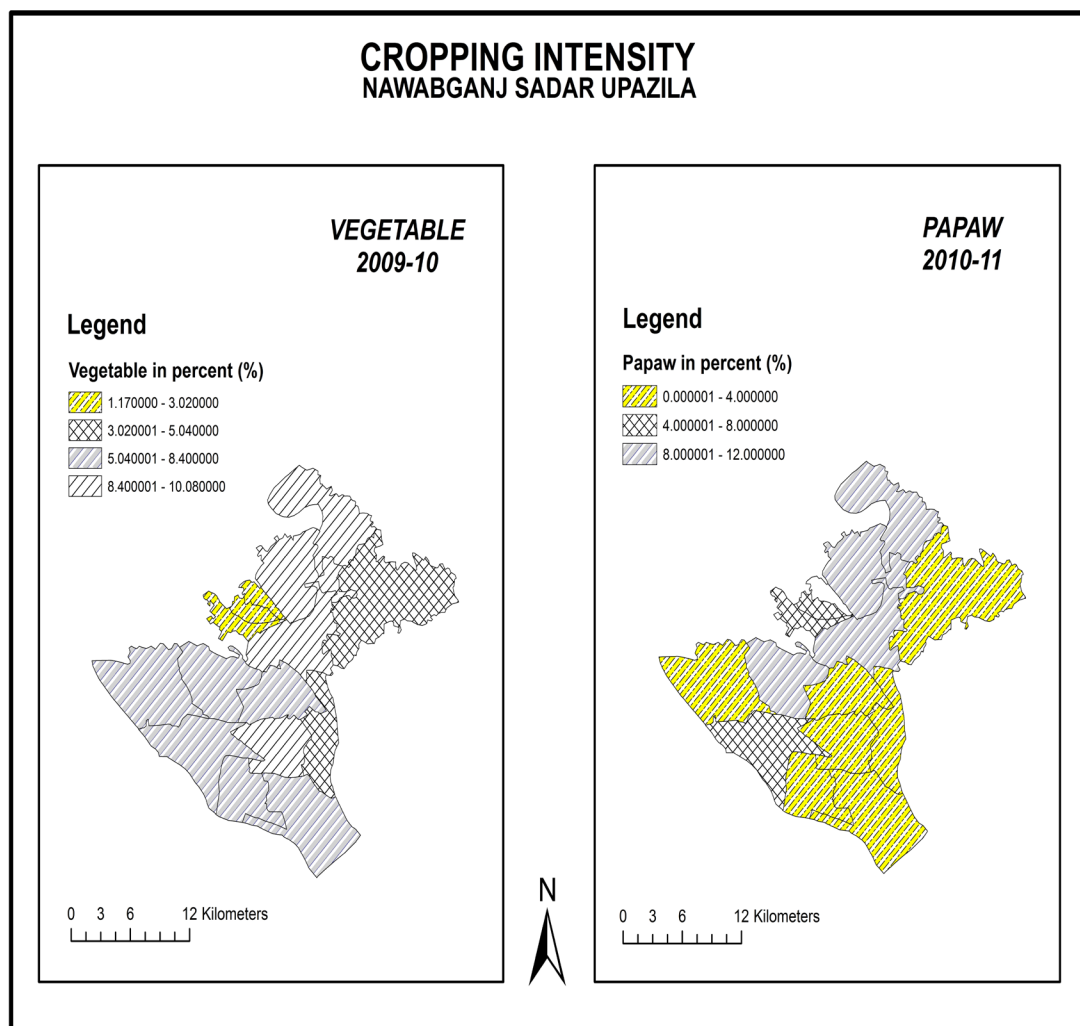 CROPPING INTENSITY
NAWABGANJ SADAR UPAZILA
VEGETABLE
2009-10
Legend
Vegetable in percent (%)
1.170000 - 3.020000
3.020001 - 5.040000
5.040001 - 8.400000
8.400001 - 10.080000
0 3 6 12 Kilometers
N
PAPAW
2010-11
Legend
Papaw in percent (%)
0.000001 - 4.000000
4.000001 - 8.000000
8.000001 - 12.000000
0 3 6 12 Kilometers